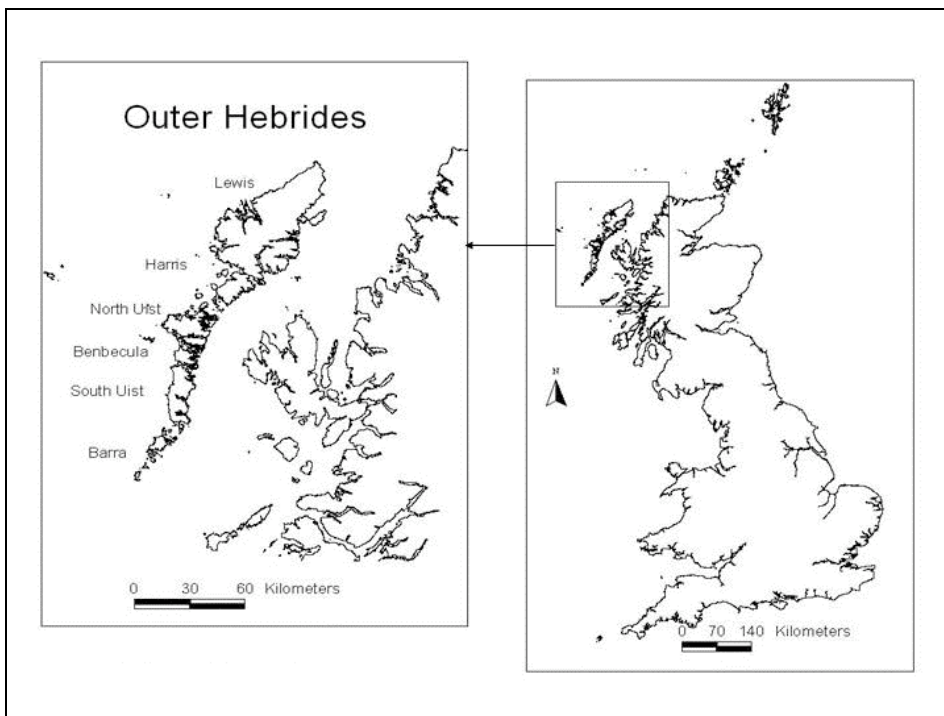 Outer Hebrides
Lewis
Harris
North Uist
Benbecula
South Uist
Barra
0 30 60 Kilometers
N
0 70 140 Kilometers